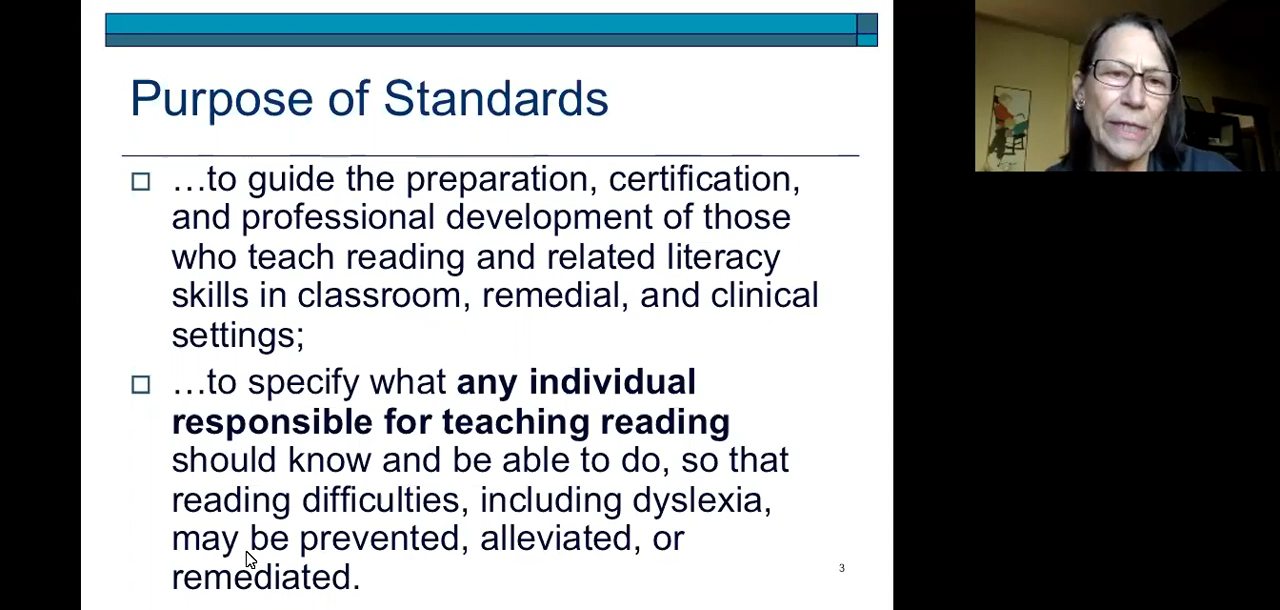 Purpose of Standards
…to guide the preparation, certification,
and professional development of those
who teach reading and related literacy
skills in classroom, remedial, and clinical
settings;
…to specify what any individual
responsible for teaching reading
should know and be able to do, so that
reading difficulties, including dyslexia,
may be prevented, alleviated, or
remediated.
3